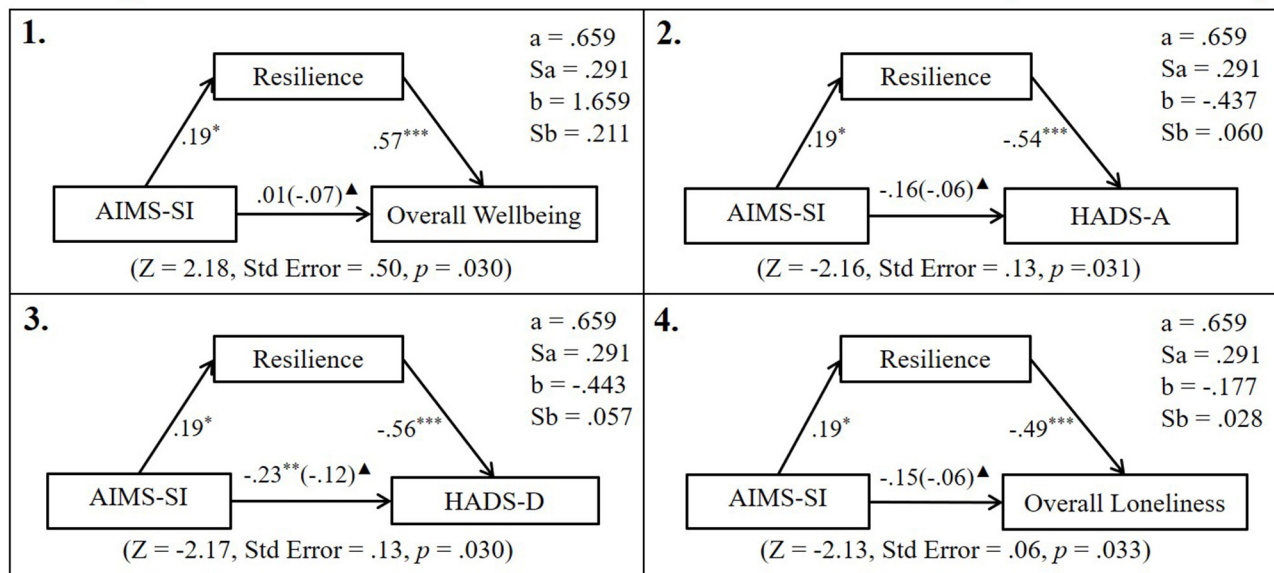 1.
Resilience
a = .659
Sa = .291
b = 1.659
Sb = .211
.19*
.57***
AIMS-SI
.01(-.07)▲
Overall Wellbeing
(Z = 2.18, Std Error = .50, p = .030)
2.
Resilience
a = .659
Sa = .291
b = -.437
Sb = .060
.19*
-.54***
AIMS-SI
-.16(-.06)▲
HADS-A
(Z = -2.16, Std Error = .13, p =.031)
3.
Resilience
a = .659
Sa = .291
b = -.443
Sb = .057
.19*
-.56***
AIMS-SI
-.23**(-.12)▲
HADS-D
(Z = -2.17, Std Error = .13, p = .030)
4.
Resilience
a = .659
Sa = .291
b = -.177
Sb = .028
.19*
-.49***
AIMS-SI
-.15(-.06)▲
Overall Loneliness
(Z = -2.13, Std Error = .06, p = .033)